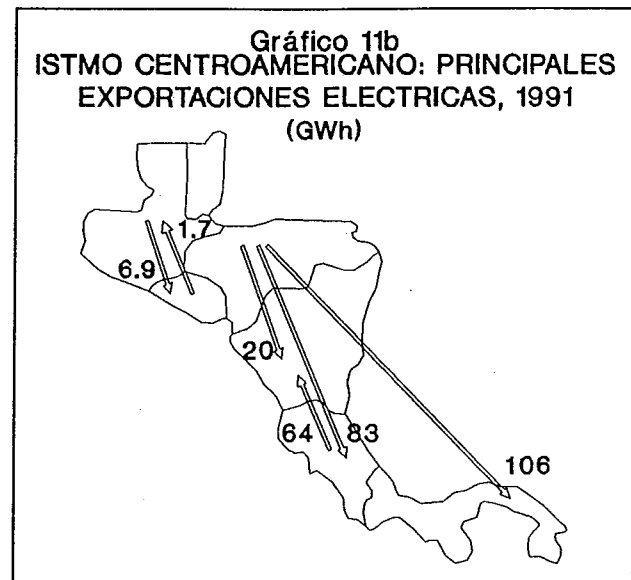 Gráfico 11b
ISTMO CENTROAMERICANO: PRINCIPALES
EXPORTACIONES ELECTRICAS, 1991
(GWh)
1.7
6.9
20
64
83
106